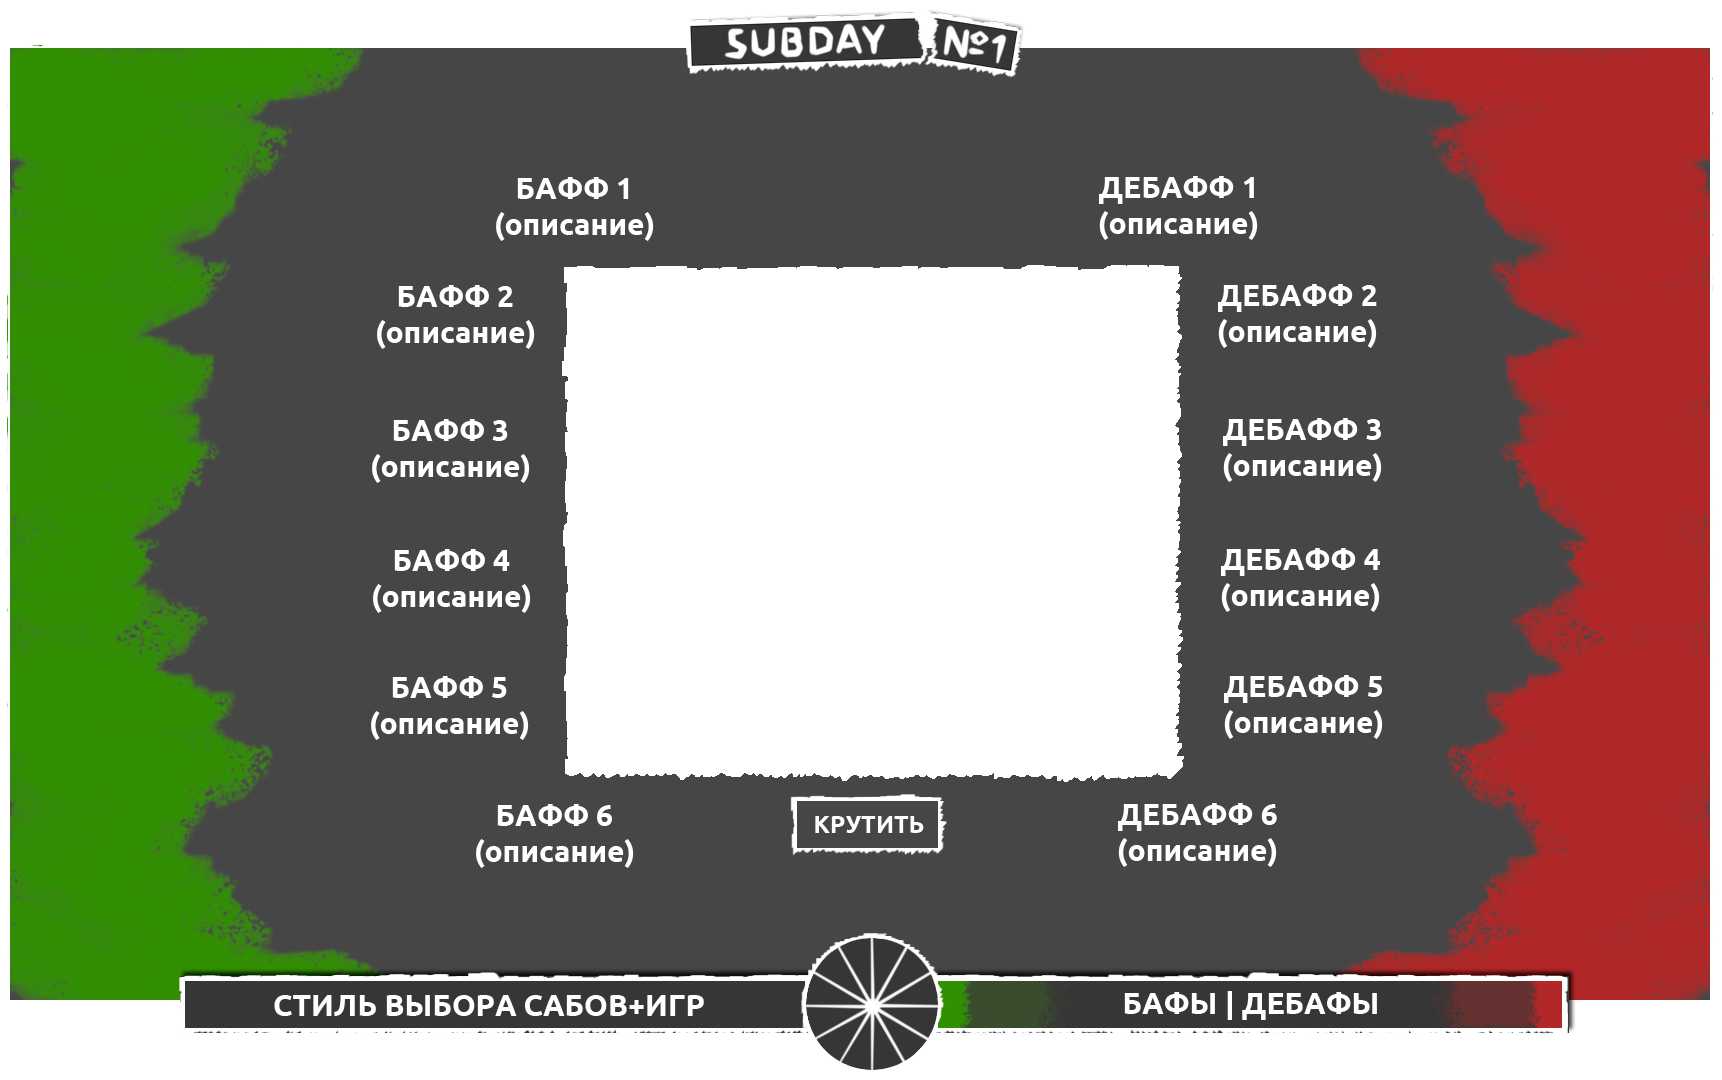 SUBDAY №1
БАФФ 1
(описание)
ДЕБАФФ 1
(описание)
БАФФ 2
(описание)
ДЕБАФФ 2
(описание)
БАФФ 3
(описание)
ДЕБАФФ 3
(описание)
БАФФ 4
(описание)
ДЕБАФФ 4
(описание)
БАФФ 5
(описание)
ДЕБАФФ 5
(описание)
БАФФ 6
(описание)
КРУТИТЬ
ДЕБАФФ 6
(описание)
СТИЛЬ ВЫБОРА САБОВ+ИГР
БАФЫ | ДЕБАФЫ